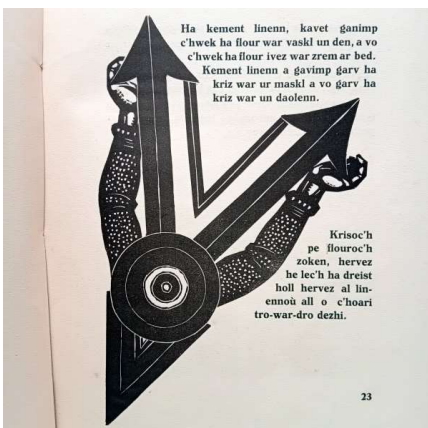 Ha kement linenn, kavet ganimp
c'hwek ha flour war vaskl un den, a vo
c'hwek ha flour ivez war zrem ar bed.
Kement linenn a gavimp garv ha
kriz war ur maskl a vo garv ha
kriz war un daolenn.
Krisoc'h
pe flouroc'h
zoken, hervez
he lec'h ha dreist
holl hervez al lin-
ennoù all o c'hoari
tro-war-dro dezhi.
23